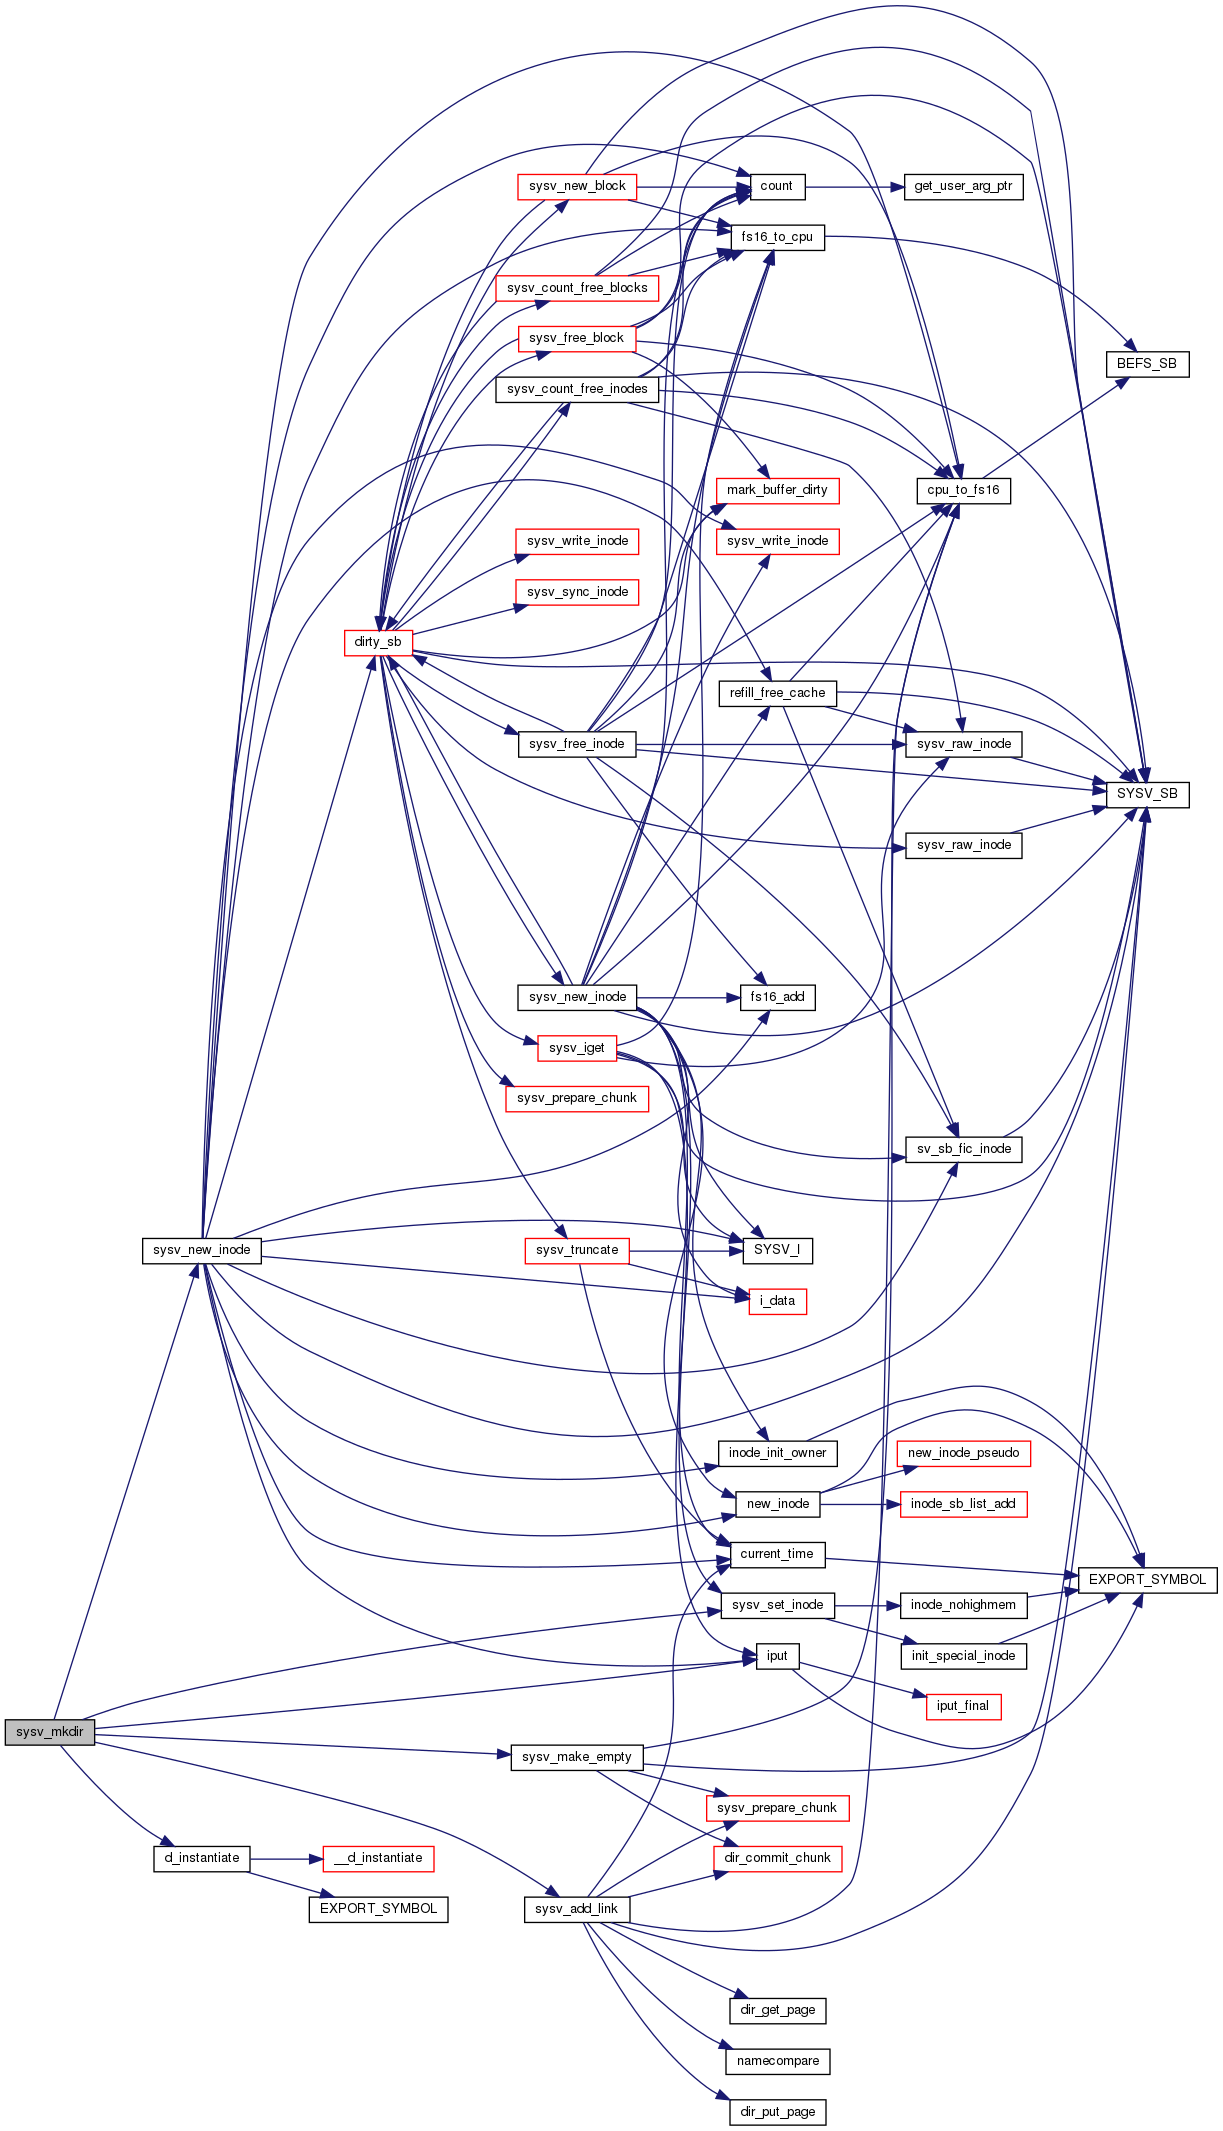 sysv_new_block
count
get_user_arg_ptr
fs16_to_cpu
sysv_count_free_blocks
sysv_free_block
BEFS_SB
sysv_count_free_inodes
mark_buffer_dirty
cpu_to_fs16
sysv_write_inode
sysv_write_inode
sysv_sync_inode
dirty_sb
refill_free_cache
sysv_free_inode
sysv_raw_inode
SYSV_SB
sysv_raw_inode
sysv_new_inode
fs16_add
sysv_iget
sysv_prepare_chunk
sv_sb_fic_inode
sysv_new_inode
sysv_truncate
SYSV_I
i_data
inode_init_owner
new_inode_pseudo
new_inode
inode_sb_list_add
current_time
EXPORT_SYMBOL
sysv_set_inode
inode_nohighmem
iput
init_special_inode
iput_final
sysv_mkdir
sysv_make_empty
sysv_prepare_chunk
d_instantiate
__d_instantiate
dir_commit_chunk
EXPORT_SYMBOL
sysv_add_link
dir_get_page
namecompare
dir_put_page